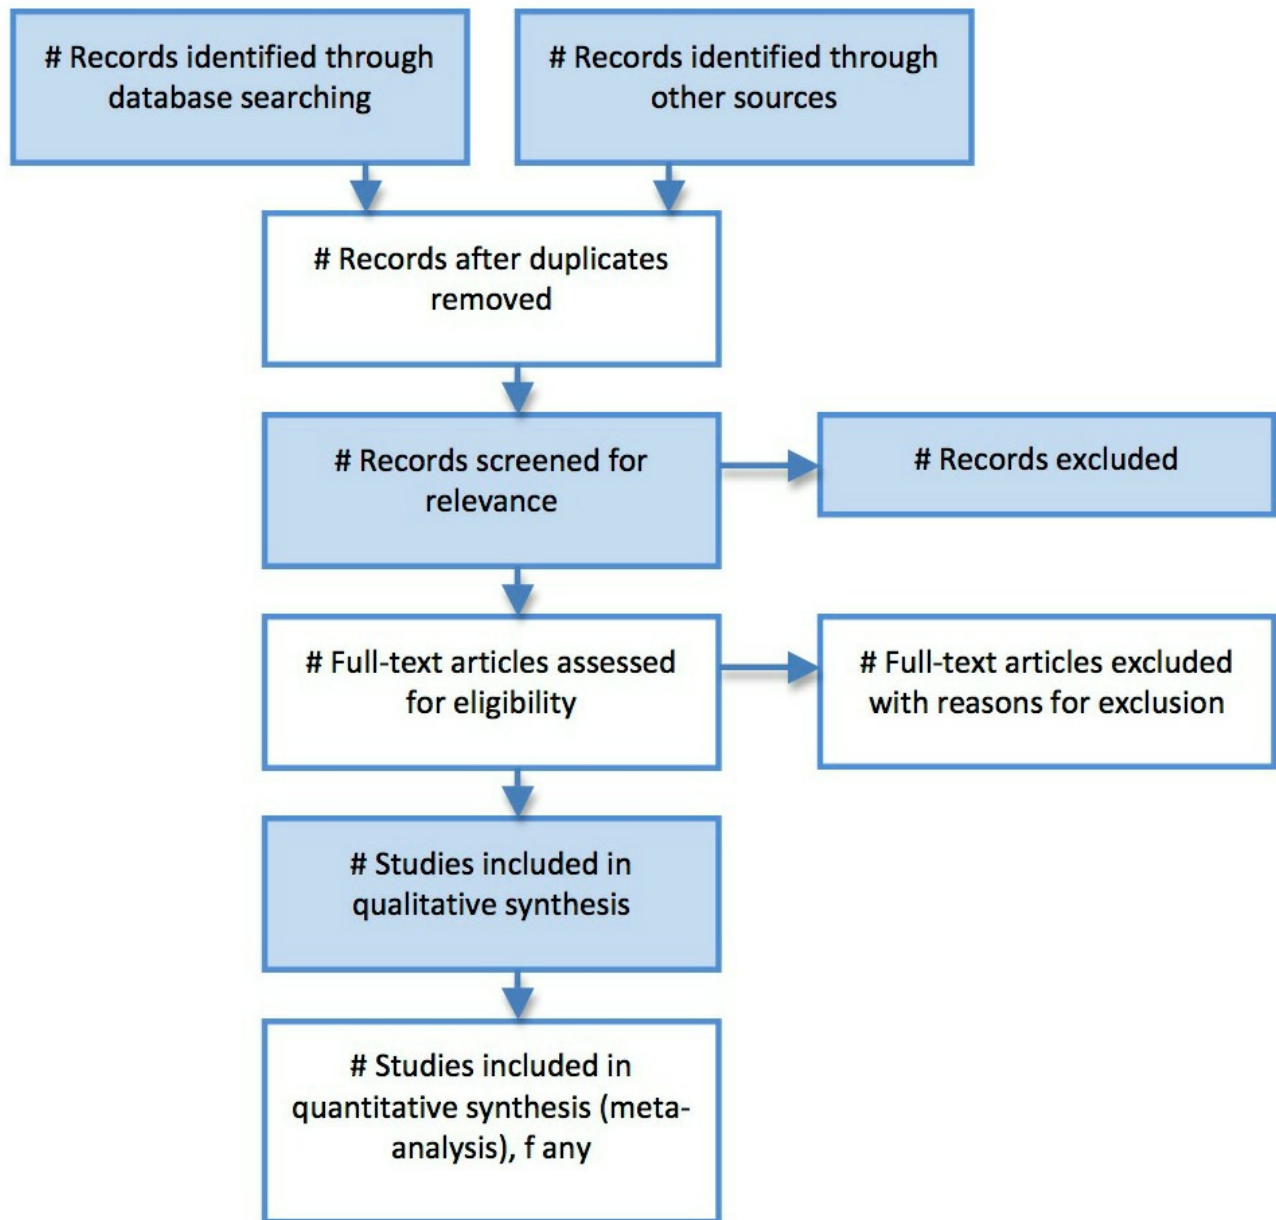 # Records identified through
database searching
# Records identified through
other sources
# Records after duplicates
removed
# Records screened for
relevance
# Records excluded
# Full-text articles assessed
for eligibility
# Full-text articles excluded
with reasons for exclusion
# Studies included in
qualitative synthesis
# Studies included in
quantitative synthesis (meta-
analysis), f any